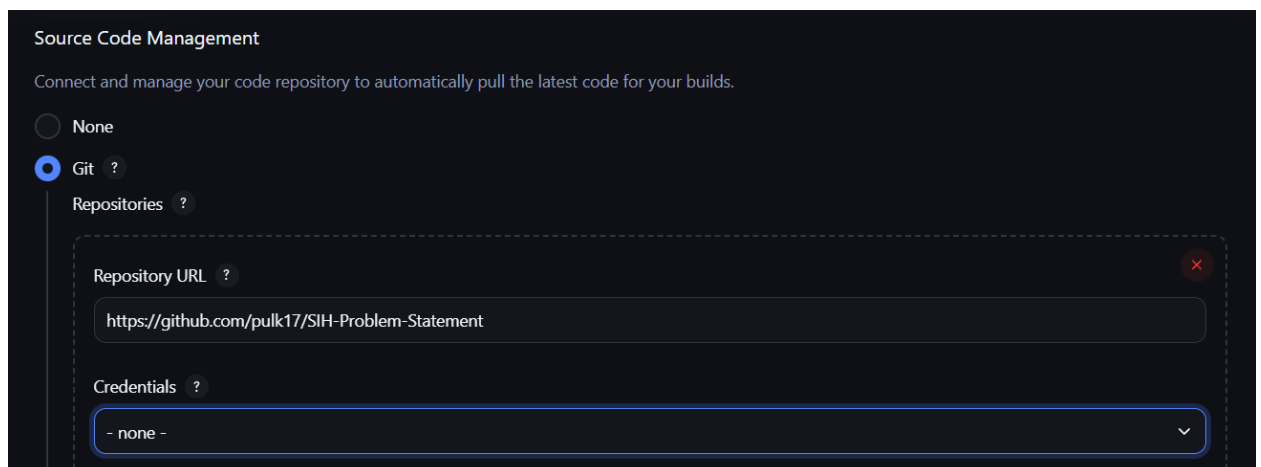 Source Code Management
Connect and manage your code repository to automatically pull the latest code for your builds.
None
Git ?
Repositories ?
Repository URL ?
https://github.com/pulk17/SIH-Problem-Statement
Credentials ?
- none -